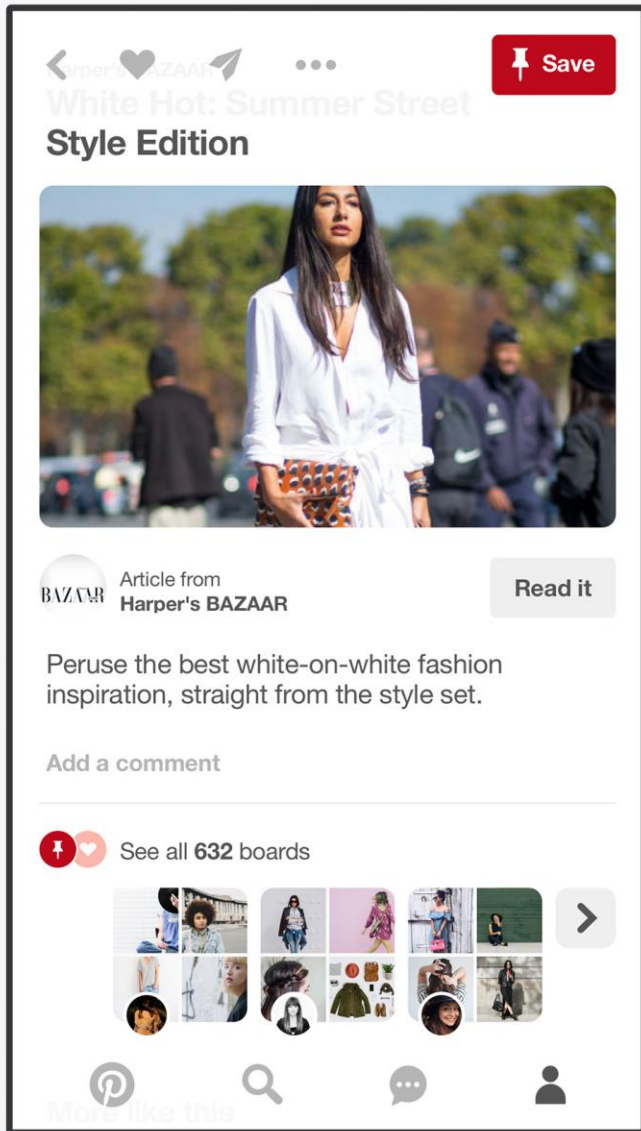 Harper's BAZAAR
Save
White Hot: Summer Street
Style Edition
BAZAAR
Article from
Harper's BAZAAR
Read it
Peruse the best white-on-white fashion
inspiration, straight from the style set.
Add a comment
See all 632 boards
More like this